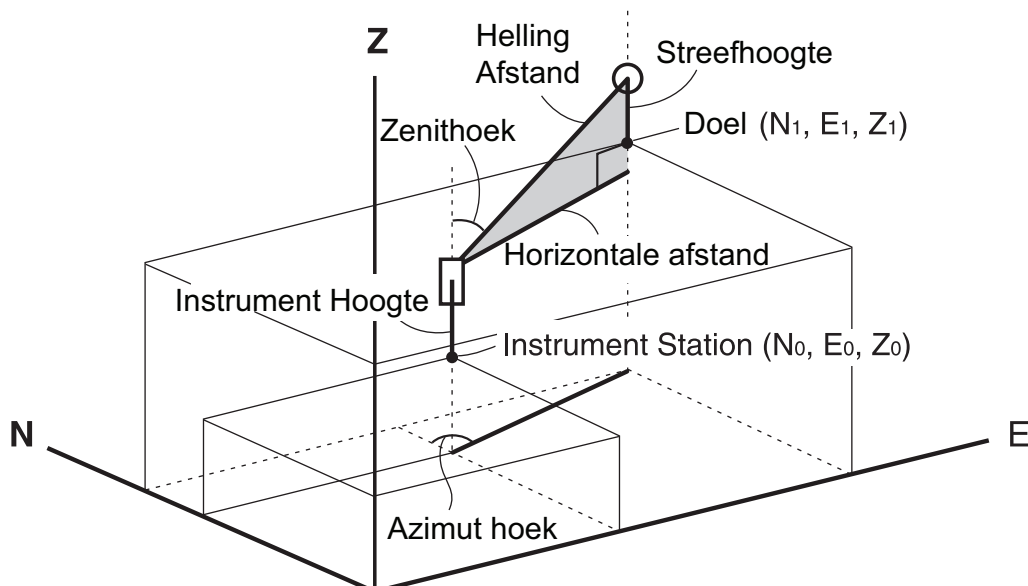 Z
Helling
Afstand
Streefhoogte
Zenithoek
Doel (N1, E1, Z1)
Horizontale afstand
Instrument Hoogte
Instrument Station (N0, E0, Z0)
N
E
Azimut hoek